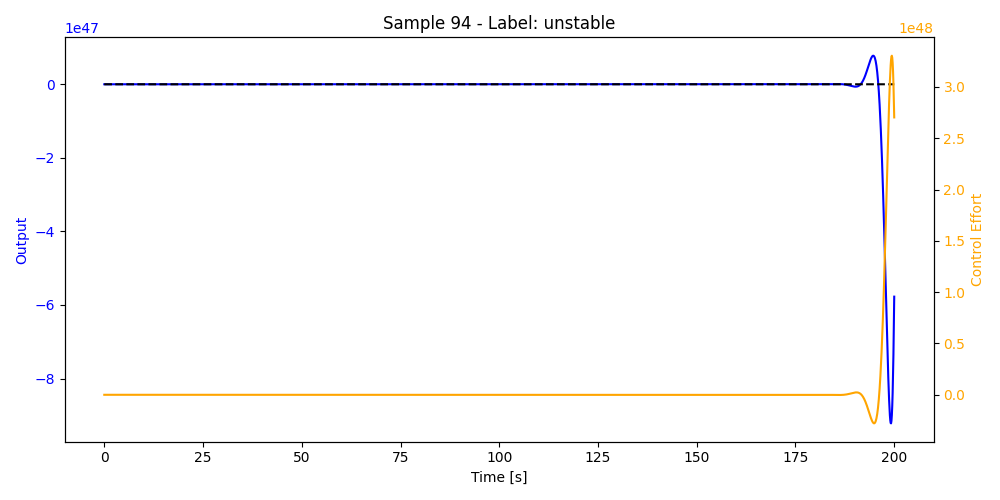 Sample 94 - Label: unstable
1e47
1e48
0
−2
−4
−6
−8
Output
3.0
2.5
2.0
1.5
1.0
0.5
0.0
Control Effort
0 25 50 75 100 125 150 175 200
Time [s]